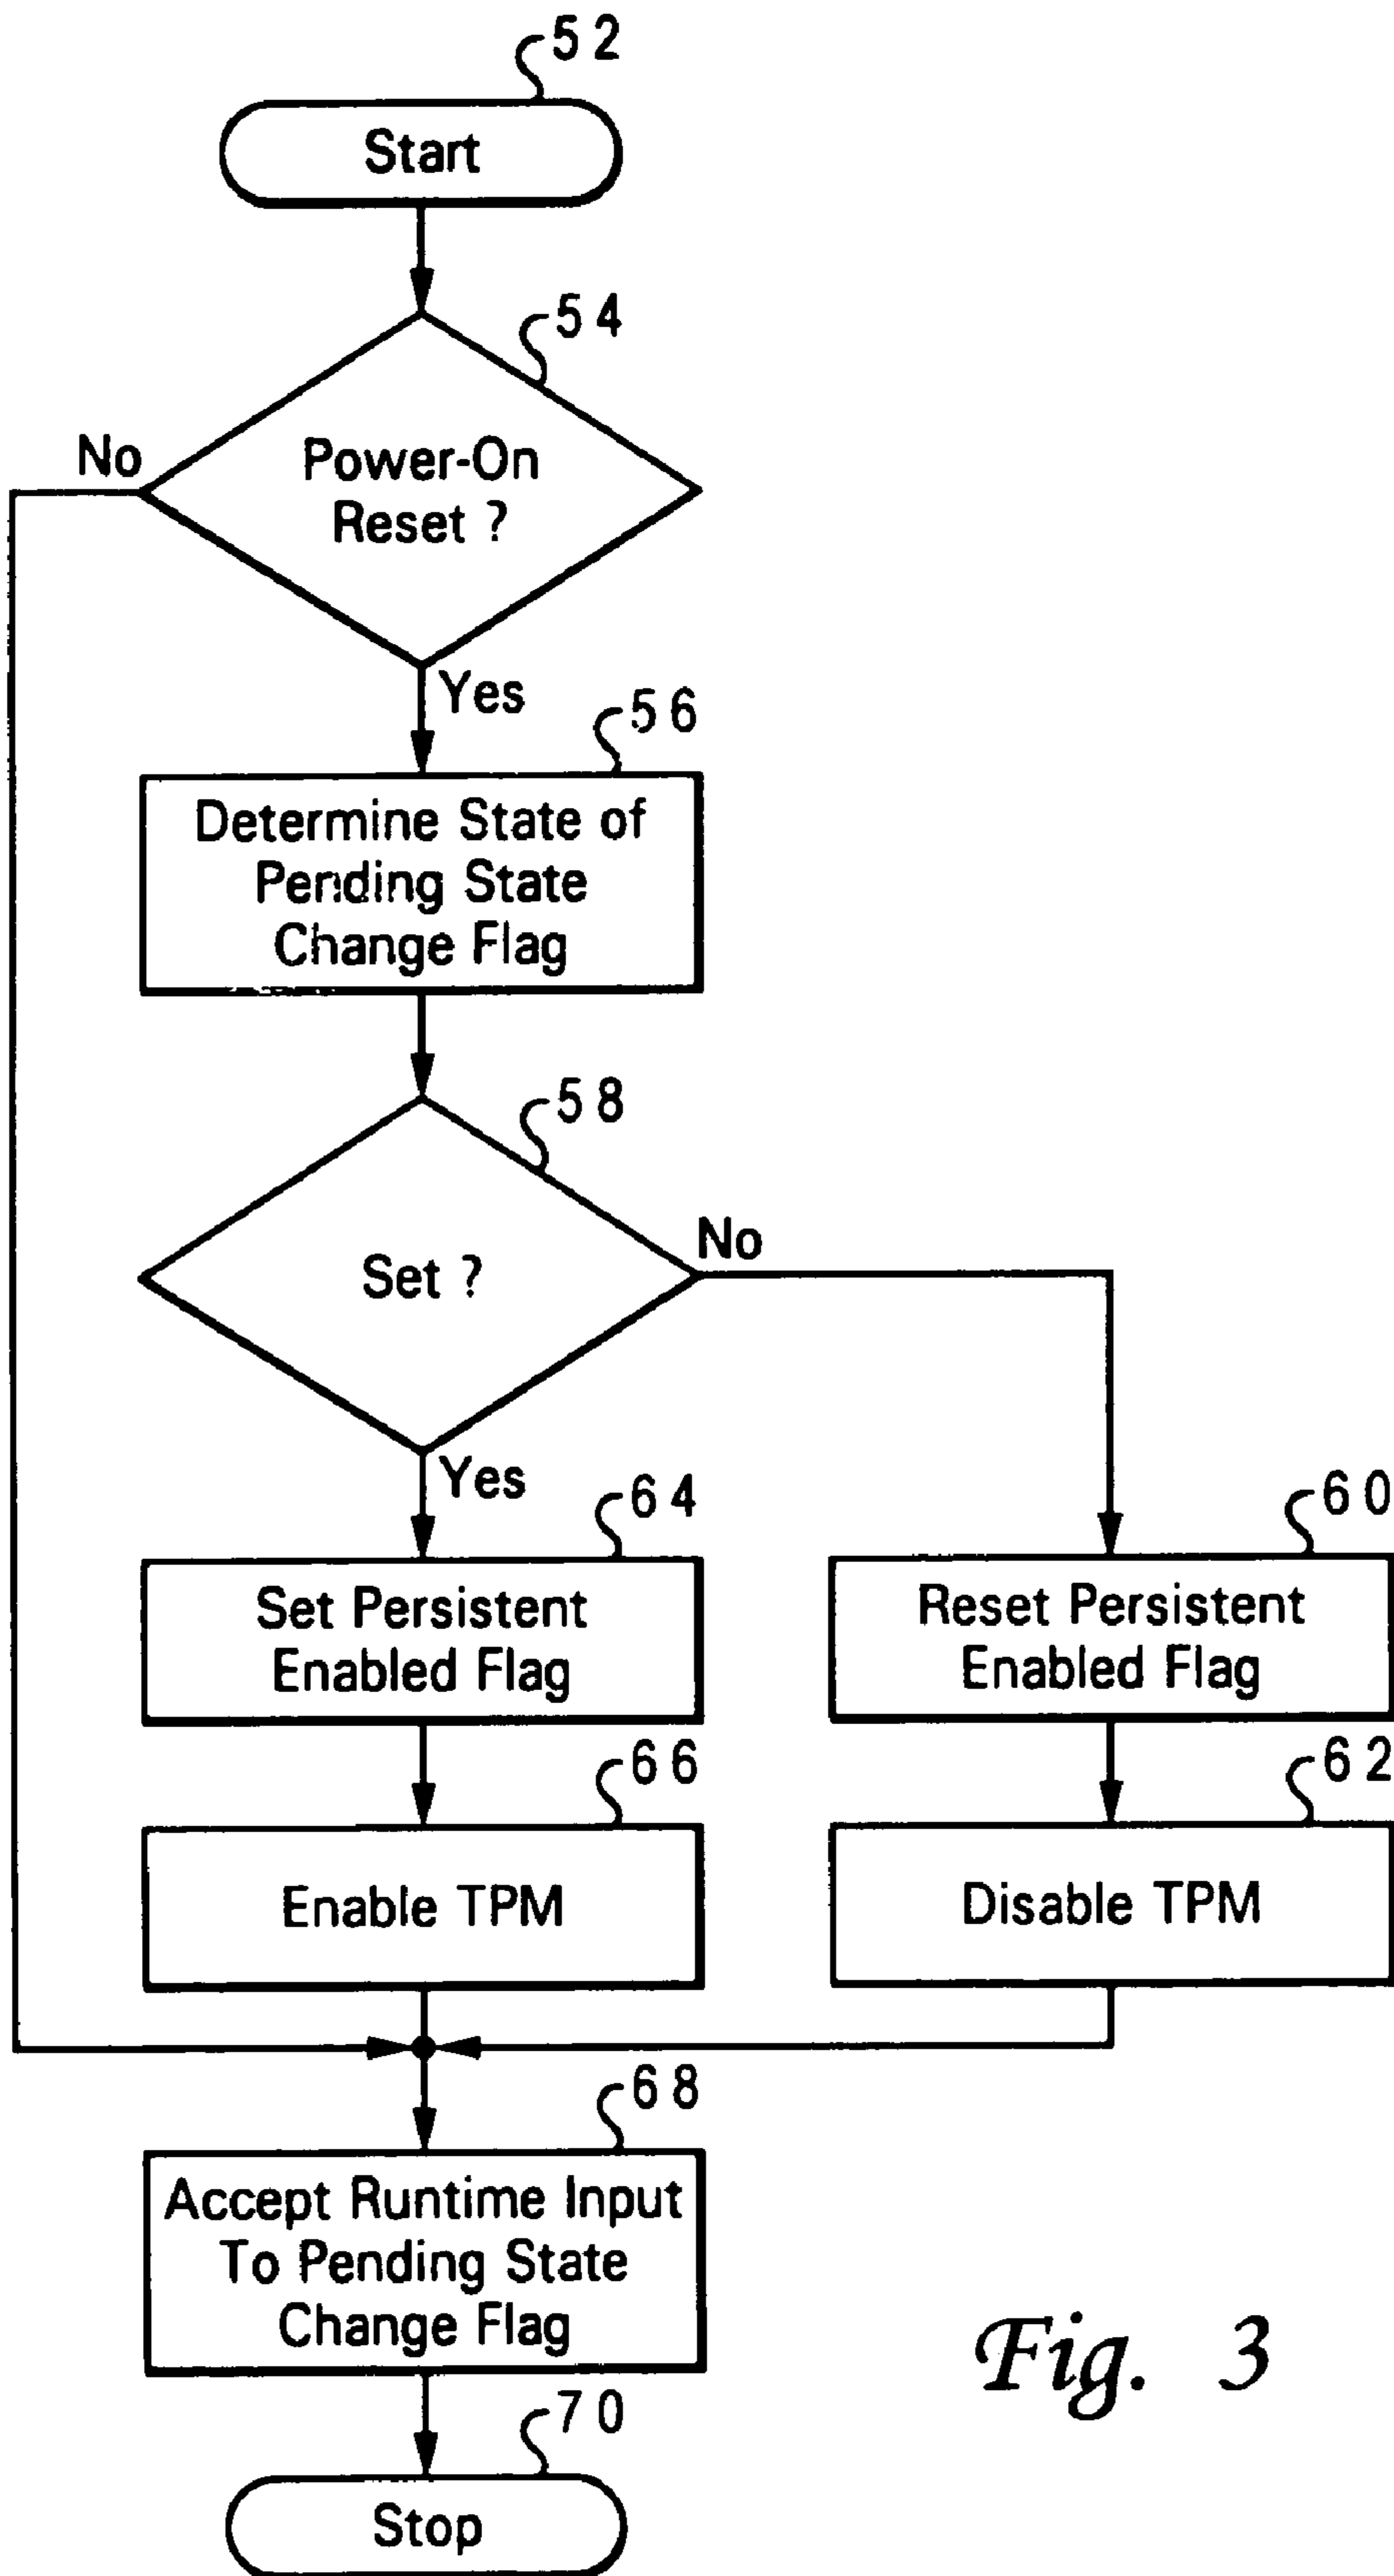 52
Start
54
No
Power-On
Reset ?
Yes
56
Determine State of
Pending State
Change Flag
58
Set ?
No
Yes
64
Set Persistent
Enabled Flag
60
Reset Persistent
Enabled Flag
66
Enable TPM
62
Disable TPM
68
Accept Runtime Input
To Pending State
Change Flag
70
Stop
Fig. 3